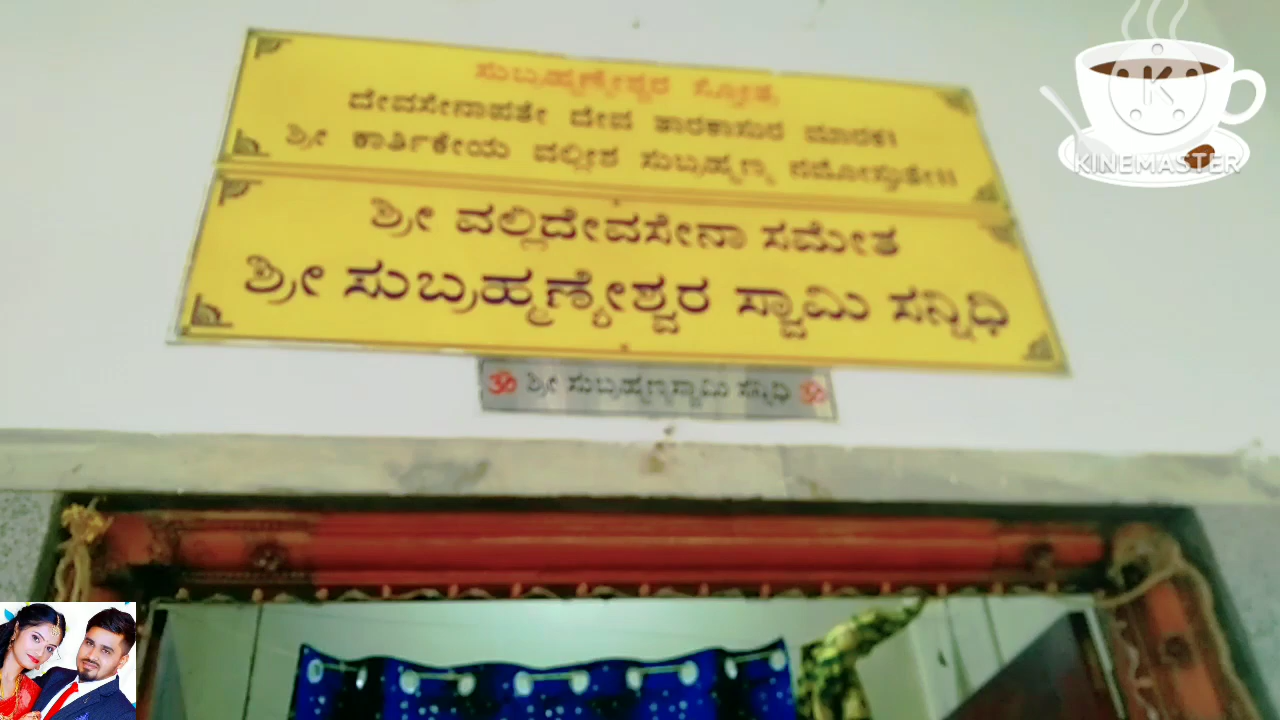 ಸುಬ್ರಹ್ಮಣ್ಯೇಶ್ವರ ಸ್ತೋತ್ರ
ದೇವಸೇನಾಪತೇ ದೇವ ತಾರಕಾಸುರ ಮಾರಕ।
ಶ್ರೀ ಕಾರ್ತಿಕೇಯ ವಲ್ಲೀಶ ಸುಬ್ರಹ್ಮಣ್ಯ ನಮೋಸ್ತುತೇ।।
ಶ್ರೀ ವಲ್ಲಿದೇವಸೇನಾ ಸಮೇತ
ಶ್ರೀ ಸುಬ್ರಹ್ಮಣ್ಯೇಶ್ವರ ಸ್ವಾಮಿ ಸನ್ನಿಧಿ
ॐ ಶ್ರೀ ಸುಬ್ರಹ್ಮಣ್ಯಸ್ವಾಮಿ ಸನ್ನಿಧಿ ॐ
K
KINEMASTER